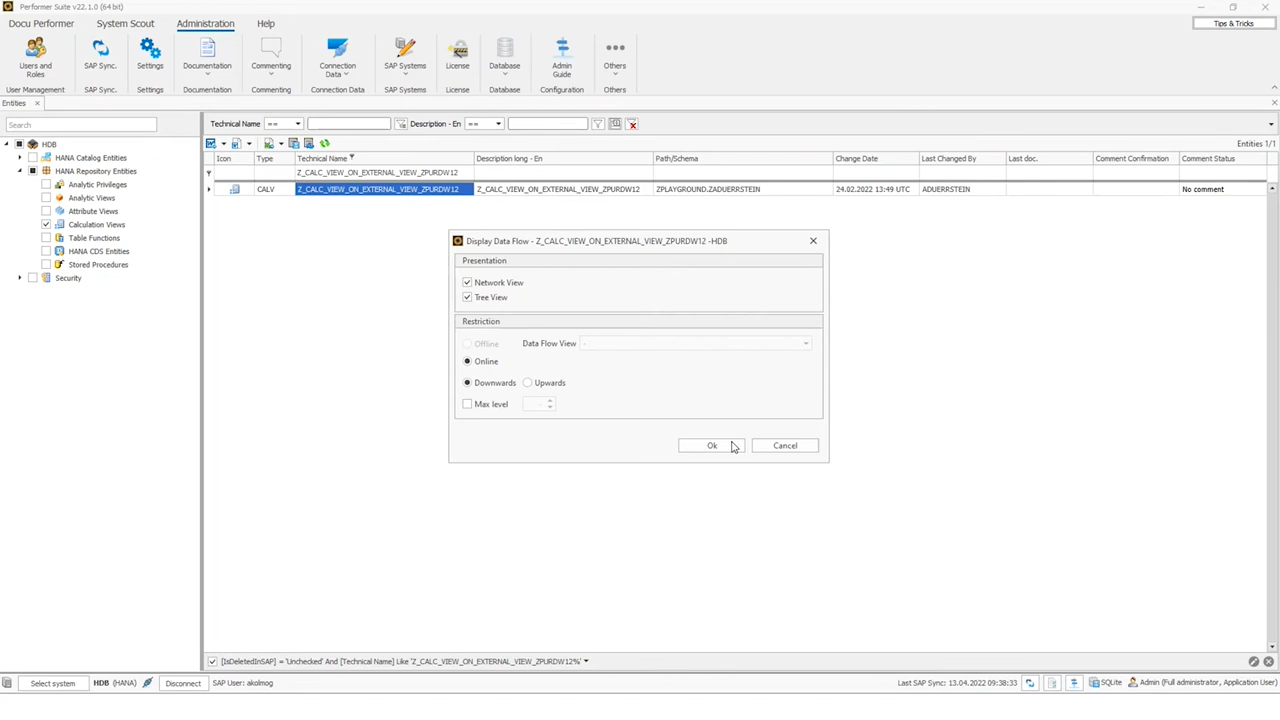 Performer Suite v22.1.0 (64 bit)
Docu Performer System Scout Administration Help
Tips & Tricks
Users and Roles SAP Sync. Settings Documentation Commenting Connection Data SAP Systems License Database Admin Guide Others
User Management SAP Sync. Settings Documentation Commenting Connection Data SAP Systems License Database Configuration Others
Entities
Search
Technical Name == Description - En ==
Entities 1/1
HDB
HANA Catalog Entities
HANA Repository Entities
Analytic Privileges
Analytic Views
Attribute Views
Calculation Views
Table Functions
HANA CDS Entities
Stored Procedures
Security
Icon Type Technical Name Description long - En Path/Schema Change Date Last Changed By Last doc. Comment Confirmation Comment Status
Z_CALC_VIEW_ON_EXTERNAL_VIEW_ZPURDW12
CALV Z_CALC_VIEW_ON_EXTERNAL_VIEW_ZPURDW12 Z_CALC_VIEW_ON_EXTERNAL_VIEW_ZPURDW12 ZPLAYGROUND.ZADUERRSTEIN 24.02.2022 13:49 UTC ADUERRSTEIN No comment
Display Data Flow - Z_CALC_VIEW_ON_EXTERNAL_VIEW_ZPURDW12 -HDB
Presentation
Network View
Tree View
Restriction
Offline Data Flow View -
Online
Downwards Upwards
Max level
Ok Cancel
[IsDeletedInSAP] = 'Unchecked' And [Technical Name] Like 'Z_CALC_VIEW_ON_EXTERNAL_VIEW_ZPURDW12%'
Select system HDB (HANA) Disconnect SAP User: akolmog Last SAP Sync: 13.04.2022 09:38:33 SQLite Admin (Full administrator, Application User)